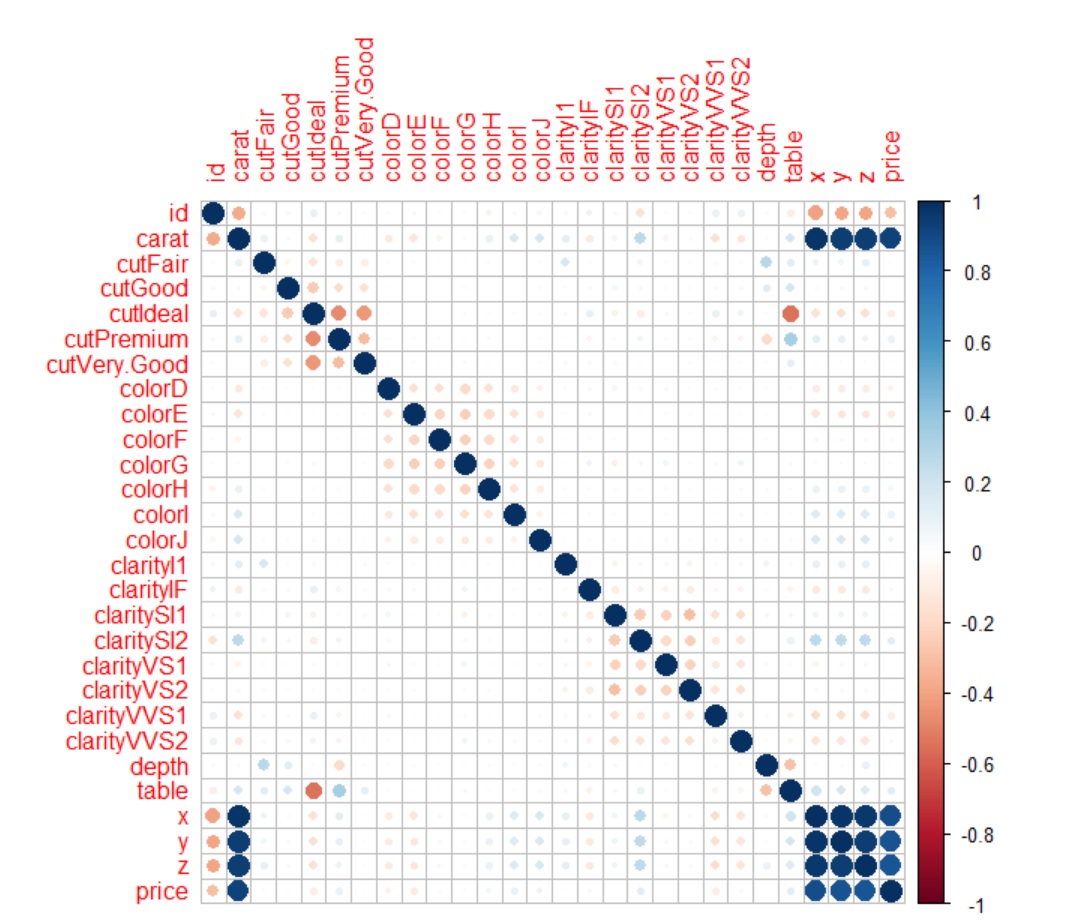 id
carat
cutFair
cutGood
cutIdeal
cutPremium
cutVery.Good
colorD
colorE
colorF
colorG
colorH
colorI
colorJ
clarityI1
clarityIF
claritySI1
claritySI2
clarityVS1
clarityVS2
clarityVVS1
clarityVVS2
depth
table
x
y
z
price
id
carat
cutFair
cutGood
cutIdeal
cutPremium
cutVery.Good
colorD
colorE
colorF
colorG
colorH
colorI
colorJ
clarityI1
clarityIF
claritySI1
claritySI2
clarityVS1
clarityVS2
clarityVVS1
clarityVVS2
depth
table
x
y
z
price
1
0.8
0.6
0.4
0.2
0
-0.2
-0.4
-0.6
-0.8
-1